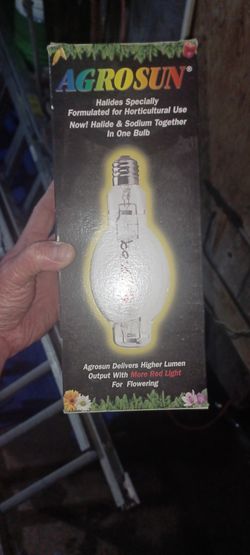 AGROSUN®
Halides Specially
Formulated for Horticultural Use
Now! Halide & Sodium Together
In One Bulb
Agrosun Delivers Higher Lumen
Output With More Red Light
For Flowering